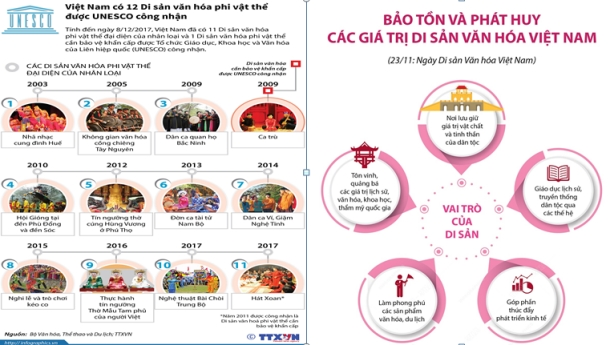 UNESCO
Việt Nam có 12 Di sản văn hóa phi vật thể
được UNESCO công nhận
Tính đến ngày 8/12/2017, Việt Nam đã có 11 Di sản văn hóa
phi vật thể đại diện của nhân loại và 1 Di sản văn hóa phi vật thể
cần bảo vệ khẩn cấp được Tổ chức Giáo dục, Khoa học và Văn hóa
của Liên hiệp quốc (UNESCO) công nhận.
CÁC DI SẢN VĂN HÓA PHI VẬT THỂ
ĐẠI DIỆN CỦA NHÂN LOẠI
Di sản văn hóa
cần bảo vệ khẩn cấp
được UNESCO công nhận
2003
2005
2009
2009
1
2
3
Nhã nhạc
cung đình Huế
Không gian văn hóa
cồng chiêng
Tây Nguyên
Dân ca quan họ
Bắc Ninh
Ca trù
2010
2012
2013
2014
4
5
6
7
Hội Gióng tại
đền Phù Đổng
và đền Sóc
Tín ngưỡng thờ
cúng Hùng Vương
ở Phú Thọ
Đờn ca tài tử
Nam Bộ
Dân ca Ví, Giặm
Nghệ Tĩnh
2015
2016
2017
2017
8
9
10
11
Nghi lễ và trò chơi
kéo co
Thực hành
tín ngưỡng
Thờ Mẫu Tam phủ
của người Việt
Nghệ thuật Bài Chòi
Trung Bộ
Hát Xoan*
*Năm 2011 được công nhận là
Di sản văn hoá phi vật thể cần
bảo vệ khẩn cấp
Nguồn: Bộ Văn hóa, Thể thao và Du lịch; TTXVN
https://infographics.vn
TTXVN
BẢO TỒN VÀ PHÁT HUY
CÁC GIÁ TRỊ DI SẢN VĂN HÓA VIỆT NAM
(23/11: Ngày Di sản Văn hóa Việt Nam)
Nơi lưu giữ
giá trị vật chất
và tinh thần
của dân tộc
Tôn vinh,
quảng bá
các giá trị lịch sử,
văn hóa, khoa học,
thẩm mỹ quốc gia
Giáo dục lịch sử,
truyền thống
dân tộc qua
các thế hệ
VAI TRÒ
CỦA
DI SẢN
Làm phong phú
các sản phẩm
văn hóa, du lịch
Góp phần
thúc đẩy
phát triển kinh tế